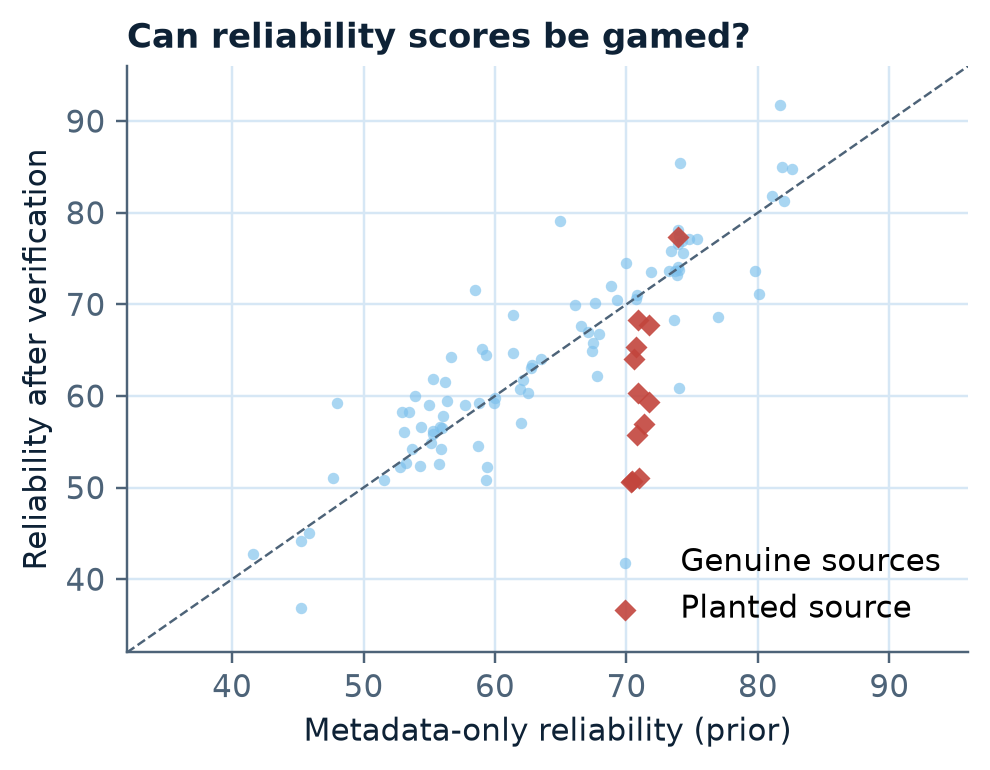 Can reliability scores be gamed?
Reliability after verification
90
80
70
60
50
40
Genuine sources
Planted source
40 50 60 70 80 90
Metadata-only reliability (prior)